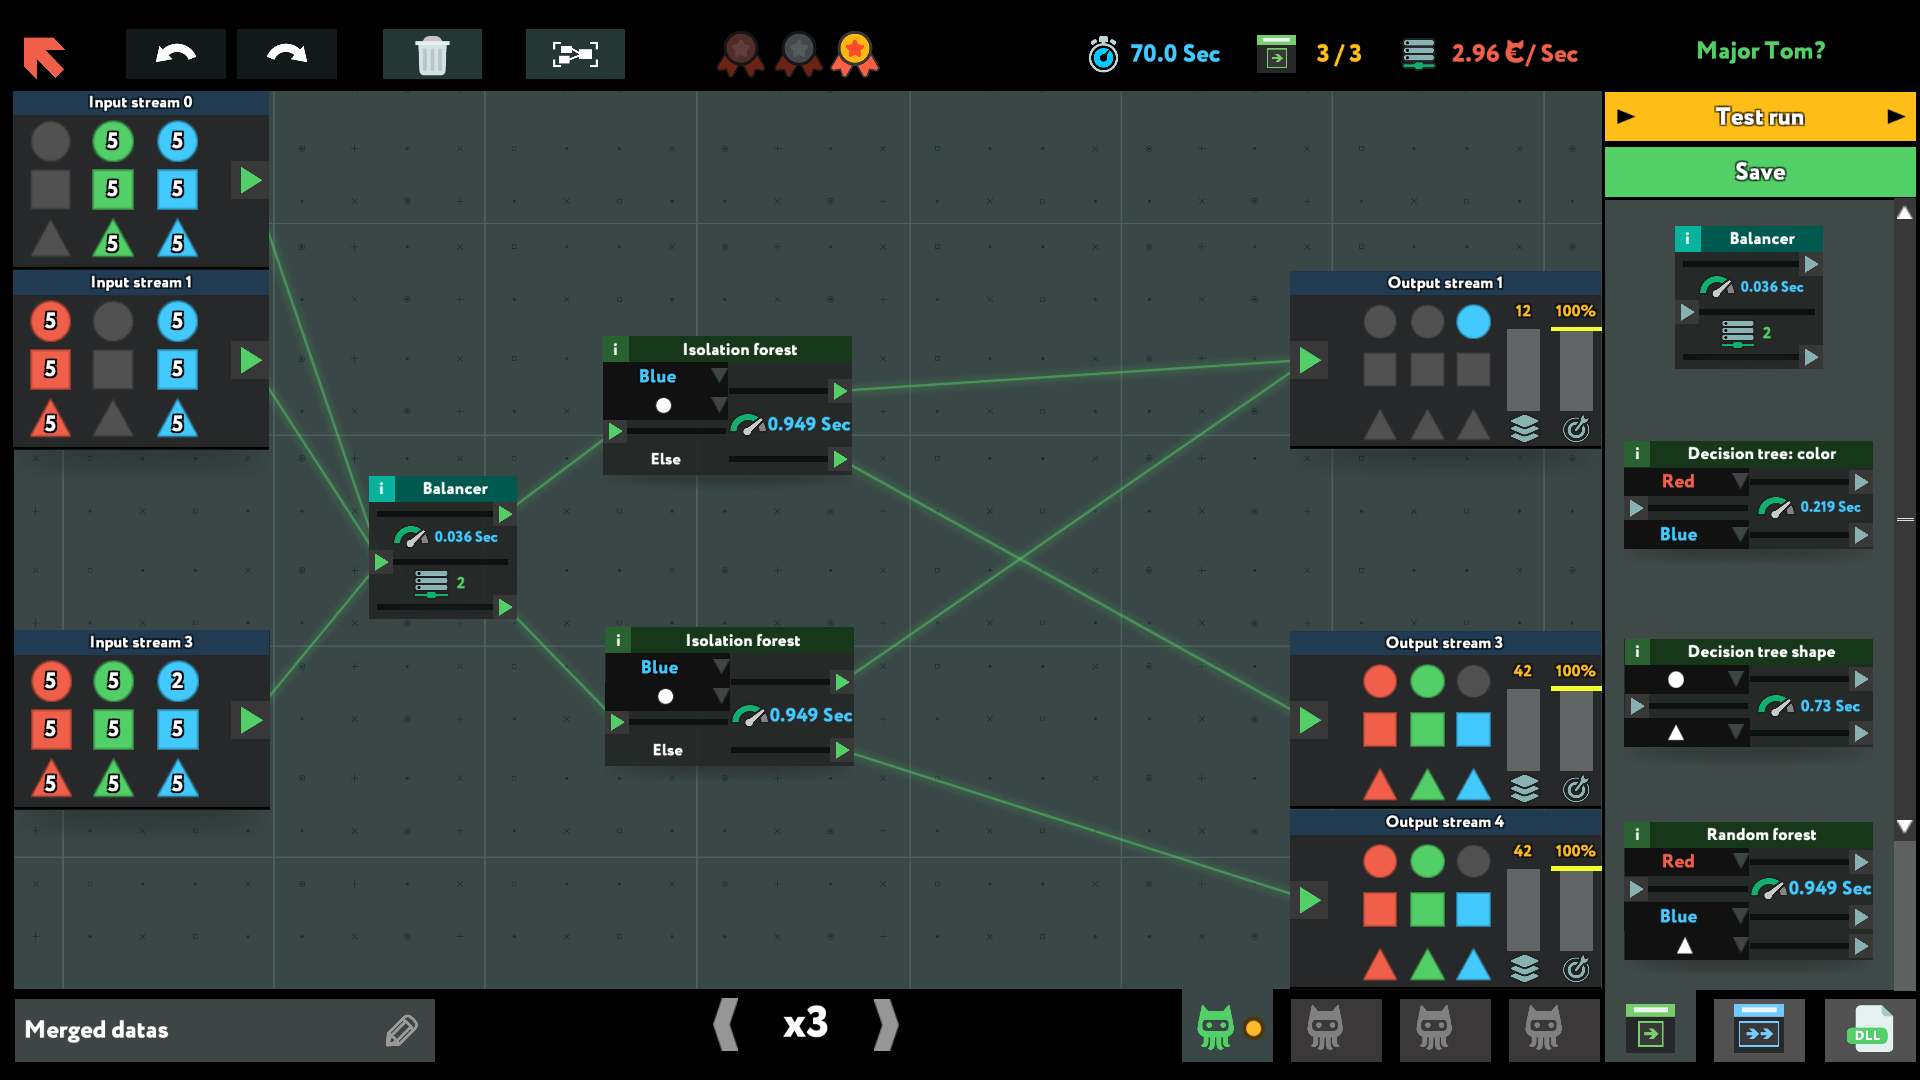 70.0 Sec
3/3
2.96 €/ Sec
Major Tom?
Test run
Save
Input stream 0
5 5
5 5
5 5
Input stream 1
5 5
5 5
5 5
Input stream 3
5 5 2
5 5 5
5 5 5
i Balancer
0.036 Sec
2
i Isolation forest
Blue
0.949 Sec
Else
i Isolation forest
Blue
0.949 Sec
Else
Output stream 1
12 100%
Output stream 3
42 100%
Output stream 4
42 100%
i Balancer
0.036 Sec
2
i Decision tree: color
Red
0.219 Sec
Blue
i Decision tree shape
0.73 Sec
i Random forest
Red
0.949 Sec
Blue
Merged datas
x3
DLL